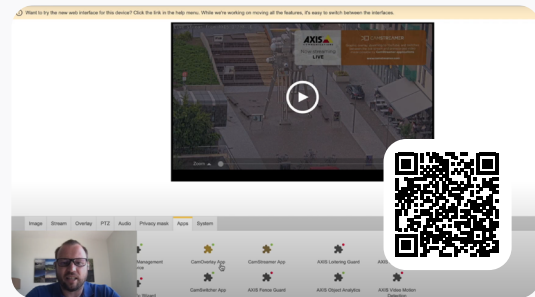 Want to try the new web interface for this device? Click the link in the help menu. While we're working on moving all the features, it's easy to switch between the interfaces.
AXIS
LIVE
Zoom
Image Stream Overlay PTZ Audio Privacy mask Apps System
Management
CamOverlay App
CamStreamer App
AXIS Loitering Guard
AXIS
CamSwitcher App
AXIS Fence Guard
AXIS Object Analytics
AXIS Video Motion
Detection
Guard